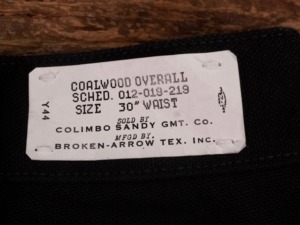 COALWOOD OVERALL
SCHED. 012-019-219
SIZE 30" WAIST
SOLD BY
COLIMBO SANDY GMT. Co.
MFGD BY.
BROKEN-ARROW TEX. INC.
Y44